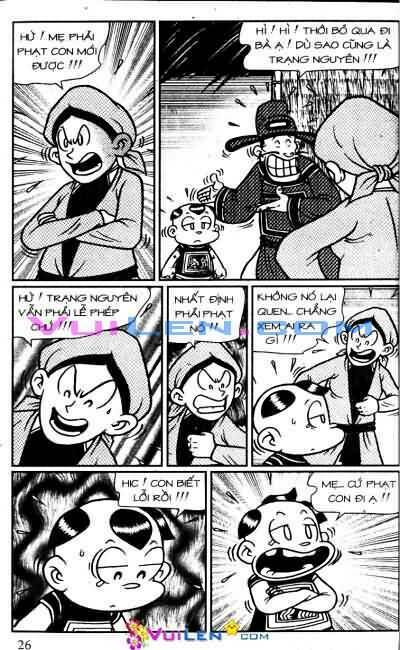 HỪ ! MẸ PHẢI
PHẠT CON MỚI
ĐƯỢC !!!
HÌ ! HÌ ! THÔI BỎ QUA ĐI
BÀ Ạ ! DÙ SAO CŨNG LÀ
TRẠNG NGUYÊN !!!
HỪ ! TRẠNG NGUYÊN
VẪN PHẢI LỄ PHÉP
CHỨ !!!
NHẤT ĐỊNH
PHẢI PHẠT
NÓ !!
KHÔNG NÓ LẠI
QUEN... CHẲNG
XEM AI RA
GÌ !!!
VUILEN.COM
HIC ! CON BIẾT
LỖI RỒI !!!
MẸ... CỨ PHẠT
CON ĐI Ạ !!!
26
VUILEN.COM